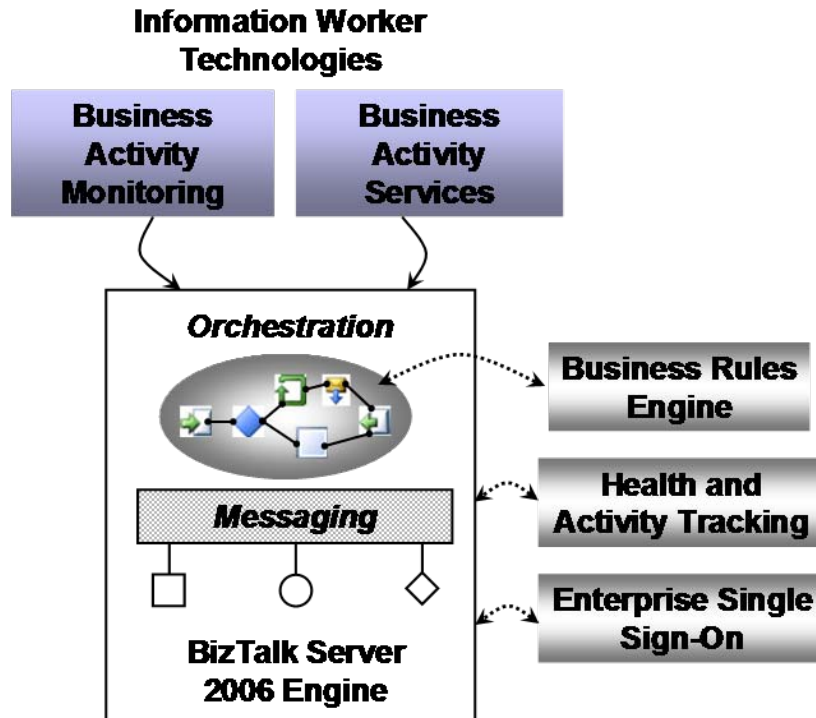 Information Worker
Technologies
Business
Activity
Monitoring
Business
Activity
Services
Orchestration
Business Rules
Engine
Messaging
Health and
Activity Tracking
Enterprise Single
Sign-On
BizTalk Server
2006 Engine